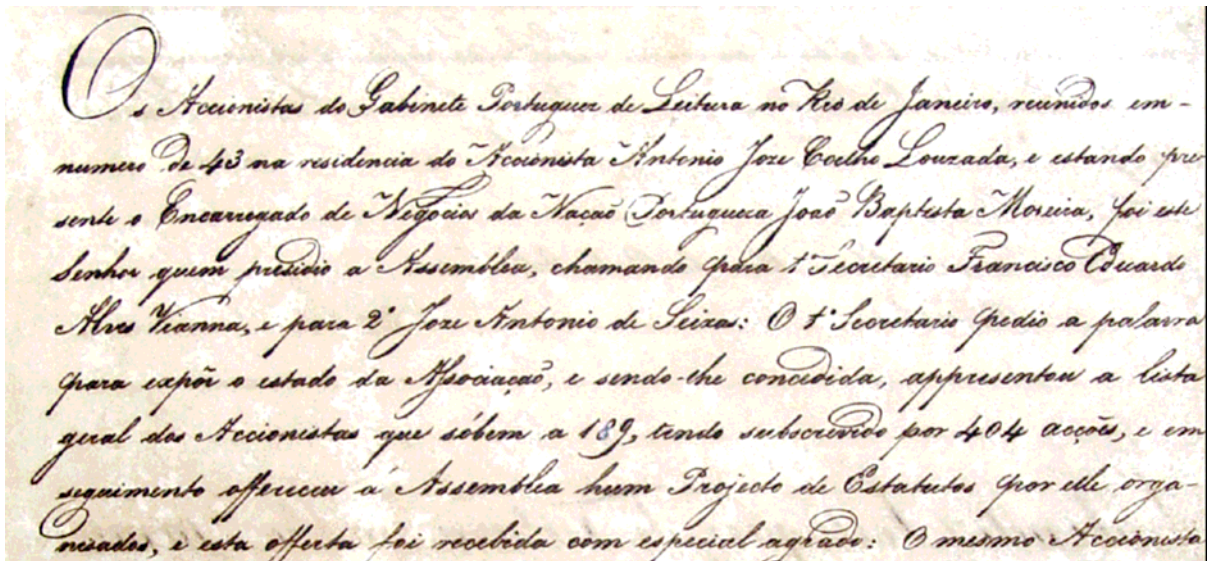 Os Accionistas do Gabinete Portuguez de Leitura no Rio de Janeiro, reunidos em-
numero de 43 na residencia do Accionista Antonio Joze Coelho Louzada, e estando pre-
sente o Encarregado de Negocios da Nação Portugueza João Baptista Moreira, foi este
Senhor quem presidio a Assemblea, chamando para 1º Secretario Francisco Eduardo
Alves Vianna, e para 2º Joze Antonio de Seixas: O 1º Secretario pedio a palavra
para expôr o estado da Associação, e sendo-lhe concedida, appresentou a lista
geral dos Accionistas que sóbem a 189, tendo subscrevido por 404 acções, e em
seguimento offereceu á Assemblea hum Projecto de Estatutos por elle orga-
nisados, e esta offerta foi recebida com especial agrado: O mesmo Accionista